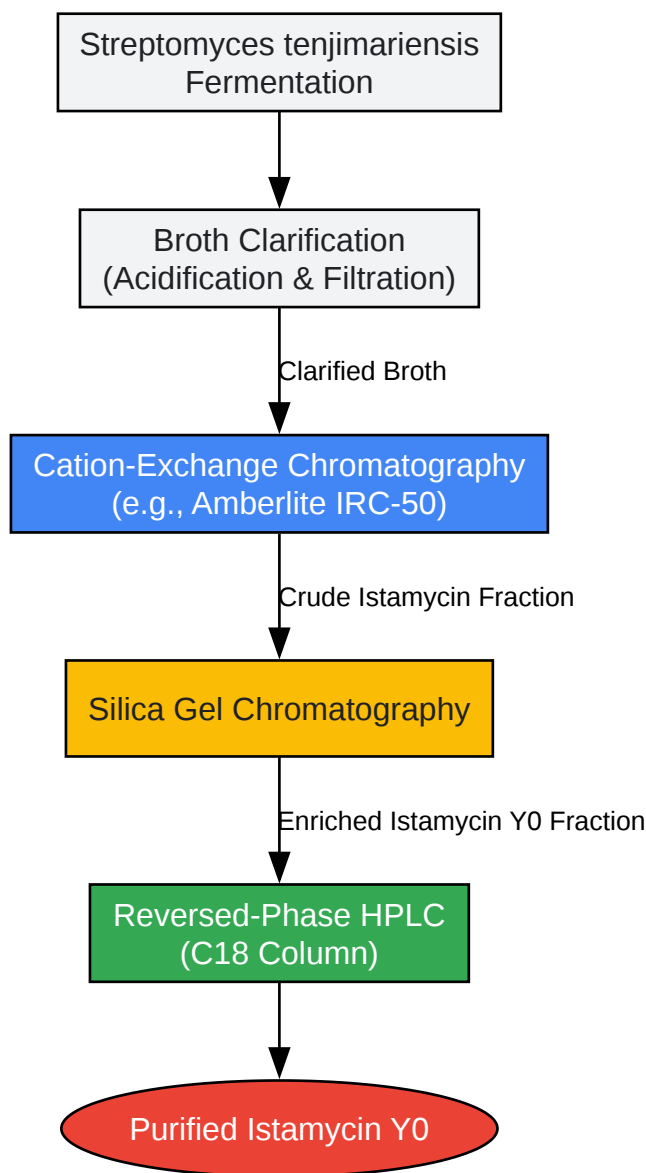 Streptomyces tenjimariensis
Fermentation
Broth Clarification
(Acidification & Filtration)
Clarified Broth
Cation-Exchange Chromatography
(e.g., Amberlite IRC-50)
Crude Istamycin Fraction
Silica Gel Chromatography
Enriched Istamycin Y0 Fraction
Reversed-Phase HPLC
(C18 Column)
Purified Istamycin Y0